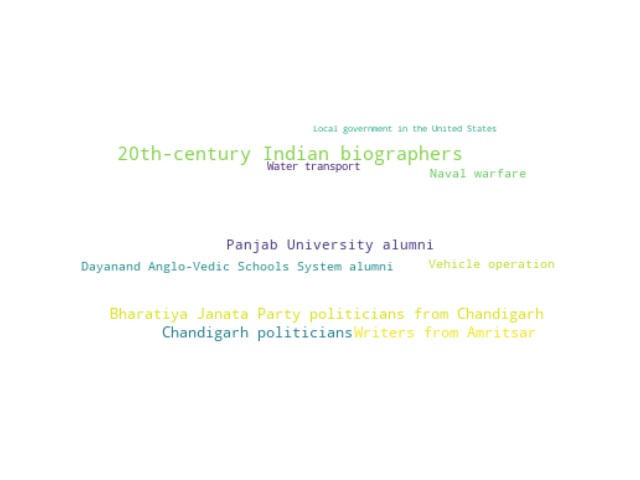 Local government in the United States
20th-century Indian biographers
Water transport
Naval warfare
Panjab University alumni
Dayanand Anglo-Vedic Schools System alumni
Vehicle operation
Bharatiya Janata Party politicians from Chandigarh
Chandigarh politicians
Writers from Amritsar